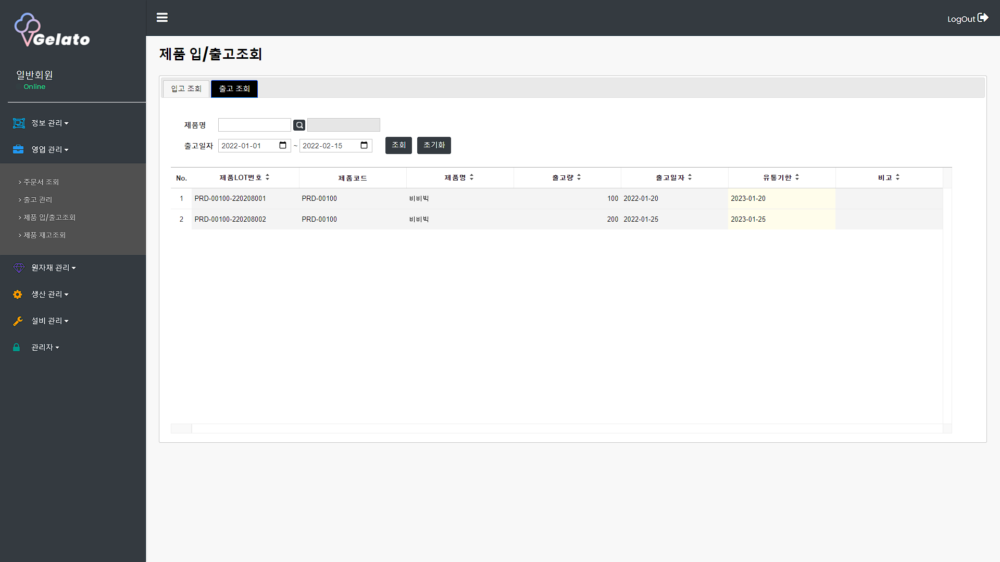 Gelato
LogOut
일반회원
Online
정보 관리
영업 관리
> 주문서 조회
> 출고 관리
> 제품 입/출고조회
> 제품 재고조회
원자재 관리
생산 관리
설비 관리
관리자
제품 입/출고조회
입고 조회 출고 조회
제품명
출고일자 2022-01-01 ~ 2022-02-15 조회 초기화
No. 제품LOT번호 제품코드 제품명 출고량 출고일자 유통기한 비고
1 PRD-00100-220208001 PRD-00100 비비빅 100 2022-01-20 2023-01-20
2 PRD-00100-220208002 PRD-00100 비비빅 200 2022-01-25 2023-01-25